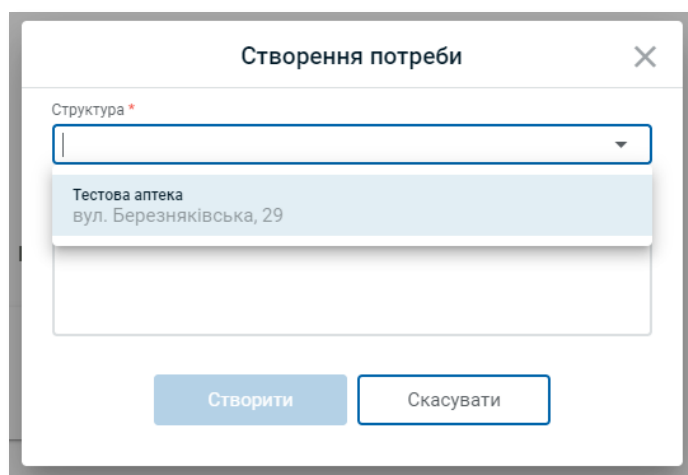 Створення потреби
Структура *
Тестова аптека
вул. Березняківська, 29
Створити
Скасувати